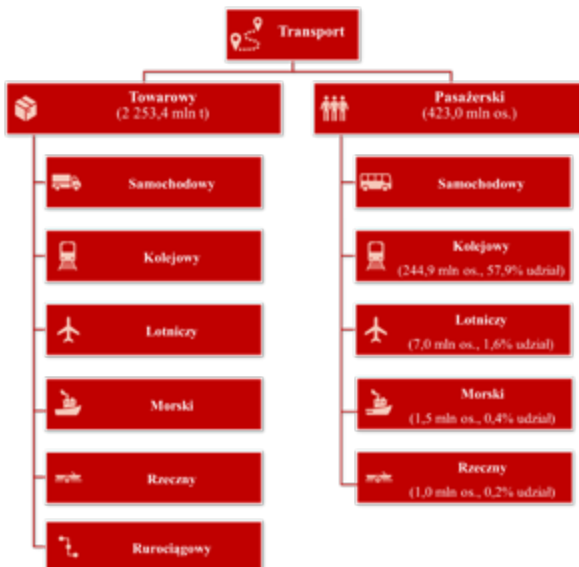 Transport
Towarowy
(2 253,4 mln t)
Samochodowy
Kolejowy
Lotniczy
Morski
Rzeczny
Rurociągowy
Pasażerski
(423,0 mln os.)
Samochodowy
Kolejowy
(244,9 mln os., 57,9% udział)
Lotniczy
(7,0 mln os., 1,6% udział)
Morski
(1,5 mln os., 0,4% udział)
Rzeczny
(1,0 mln os., 0,2% udział)